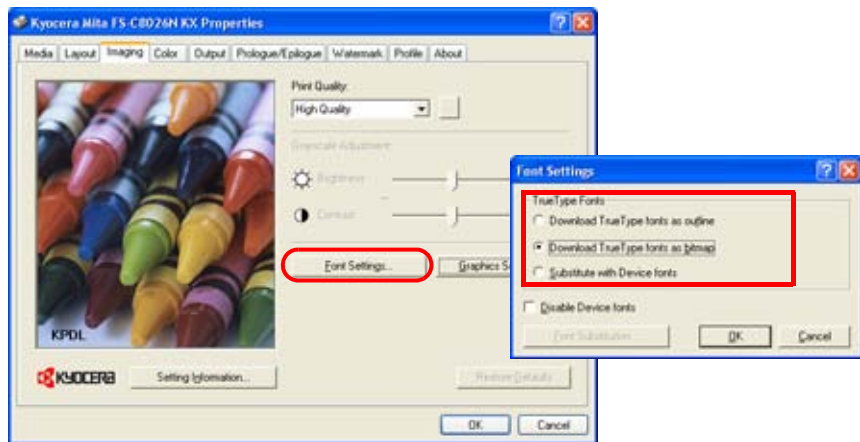 Kyocera Mita FS-C8026N KX Properties
Media Layout Imaging Color Output Prologue/Epilogue Watermark Profile About
Print Quality:
High Quality
Grayscale Adjustment
Brightness
Contrast
Font Settings...
Graphics S
KPDL
KYOCERA
Setting Information...
Restore Defaults
OK Cancel
Font Settings
TrueType Fonts
Download TrueType fonts as outline
Download TrueType fonts as bitmap
Substitute with Device fonts
Disable Device fonts
Font Substitution
OK Cancel